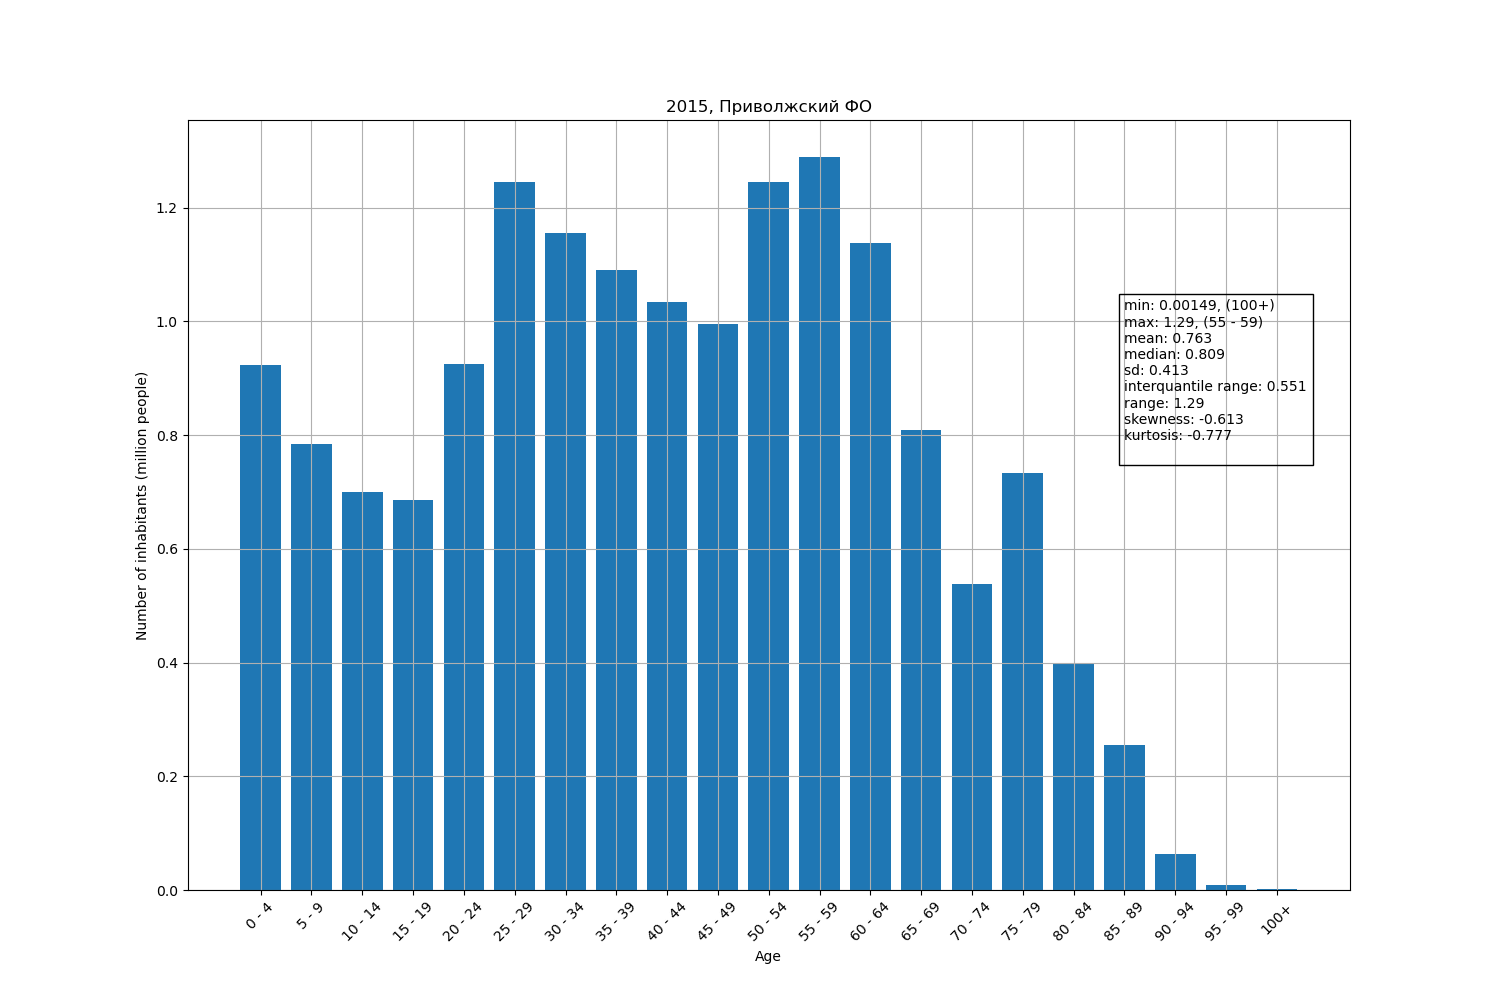 2015, Приволжский ФО
Number of inhabitants (million people)
1.2
1.0
0.8
0.6
0.4
0.2
0.0
min: 0.00149, (100+)
max: 1.29, (55 - 59)
mean: 0.763
median: 0.809
sd: 0.413
interquantile range: 0.551
range: 1.29
skewness: -0.613
kurtosis: -0.777
0 - 4
5 - 9
10 - 14
15 - 19
20 - 24
25 - 29
30 - 34
35 - 39
40 - 44
45 - 49
50 - 54
55 - 59
60 - 64
65 - 69
70 - 74
75 - 79
80 - 84
85 - 89
90 - 94
95 - 99
100+
Age